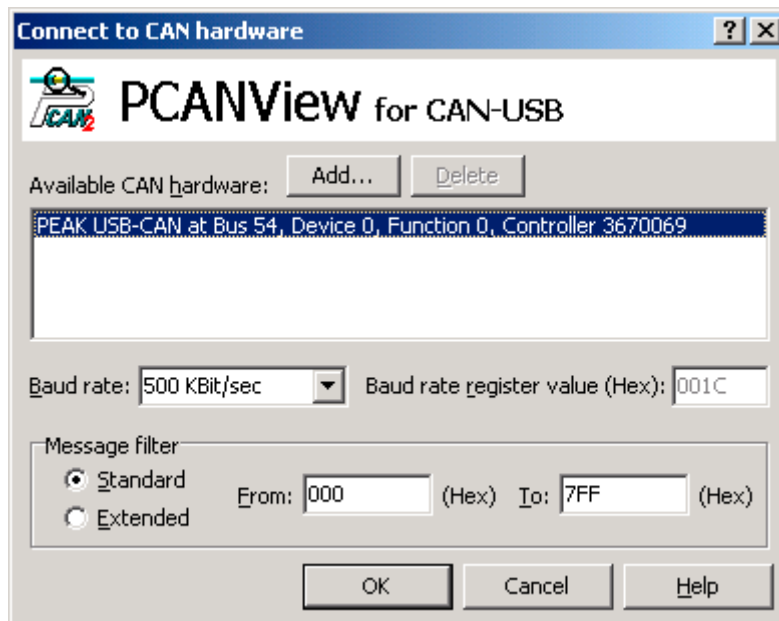 Connect to CAN hardware
PCAN2
PCANView for CAN-USB
Available CAN hardware: Add... Delete
PEAK USB-CAN at Bus 54, Device 0, Function 0, Controller 3670069
Baud rate: 500 KBit/sec Baud rate register value (Hex): 001C
Message filter
Standard
From: 000 (Hex) To: 7FF (Hex)
Extended
OK Cancel Help